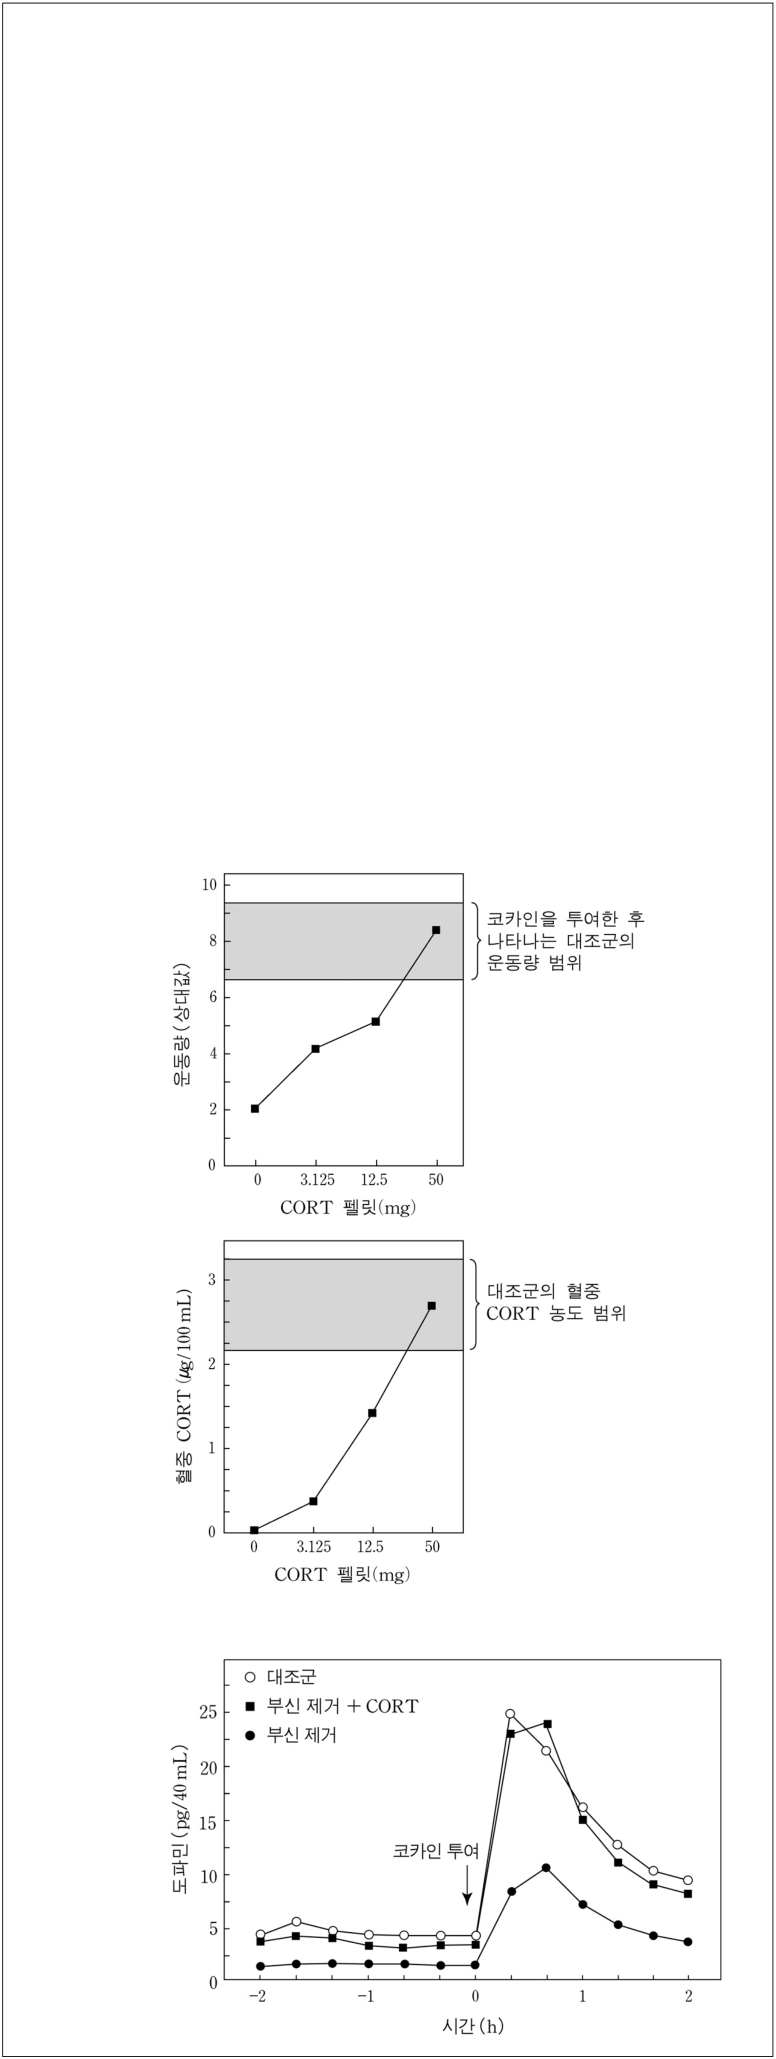 10
8
6
4
2
0
운동량(상대값)
코카인을 투여한 후
나타나는 대조군의
운동량 범위
0 3.125 12.5 50
CORT 펠릿(mg)
3
2
1
0
혈중 CORT (μg/100 mL)
대조군의 혈중
CORT 농도 범위
0 3.125 12.5 50
CORT 펠릿(mg)
대조군
부신 제거 + CORT
부신 제거
25
20
15
10
5
0
도파민(pg/40 mL)
코카인 투여
-2 -1 0 1 2
시간(h)